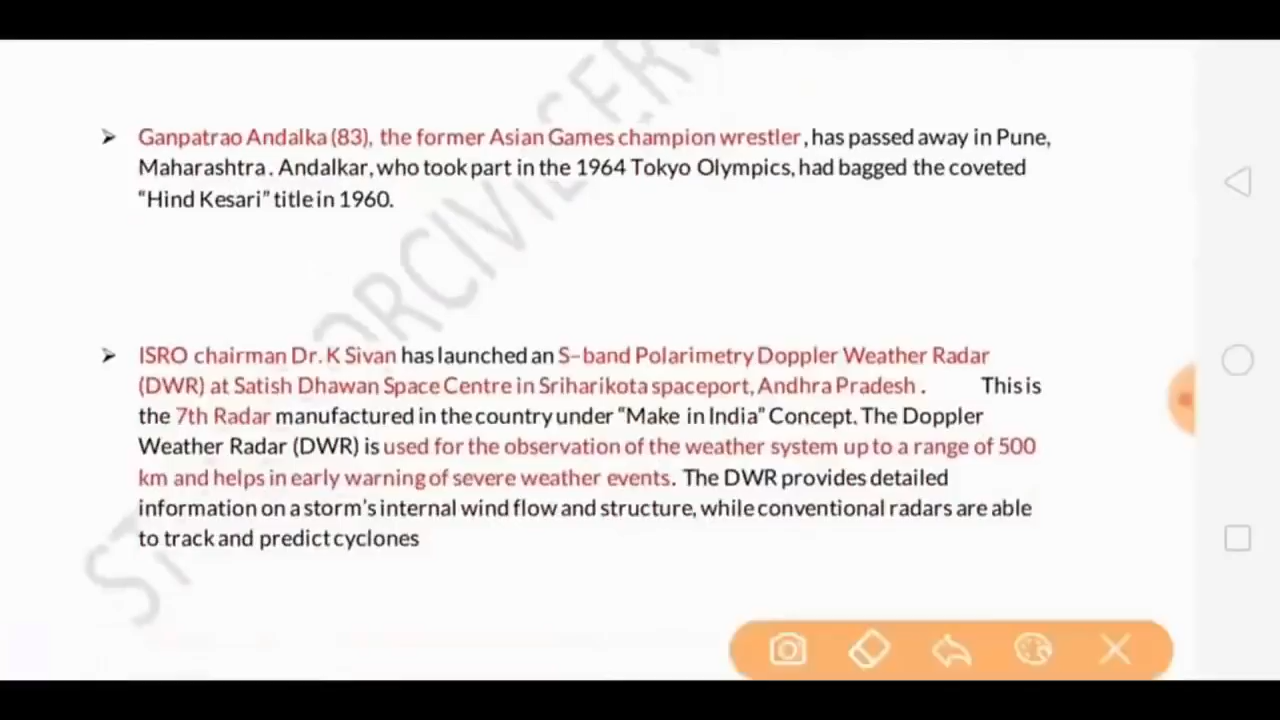 ➤ Ganpatrao Andalka (83), the former Asian Games champion wrestler, has passed away in Pune,
Maharashtra. Andalkar, who took part in the 1964 Tokyo Olympics, had bagged the coveted
“Hind Kesari” title in 1960.
➤ ISRO chairman Dr. K Sivan has launched an S–band Polarimetry Doppler Weather Radar
(DWR) at Satish Dhawan Space Centre in Sriharikota spaceport, Andhra Pradesh. This is
the 7th Radar manufactured in the country under “Make in India” Concept. The Doppler
Weather Radar (DWR) is used for the observation of the weather system up to a range of 500
km and helps in early warning of severe weather events. The DWR provides detailed
information on a storm's internal wind flow and structure, while conventional radars are able
to track and predict cyclones